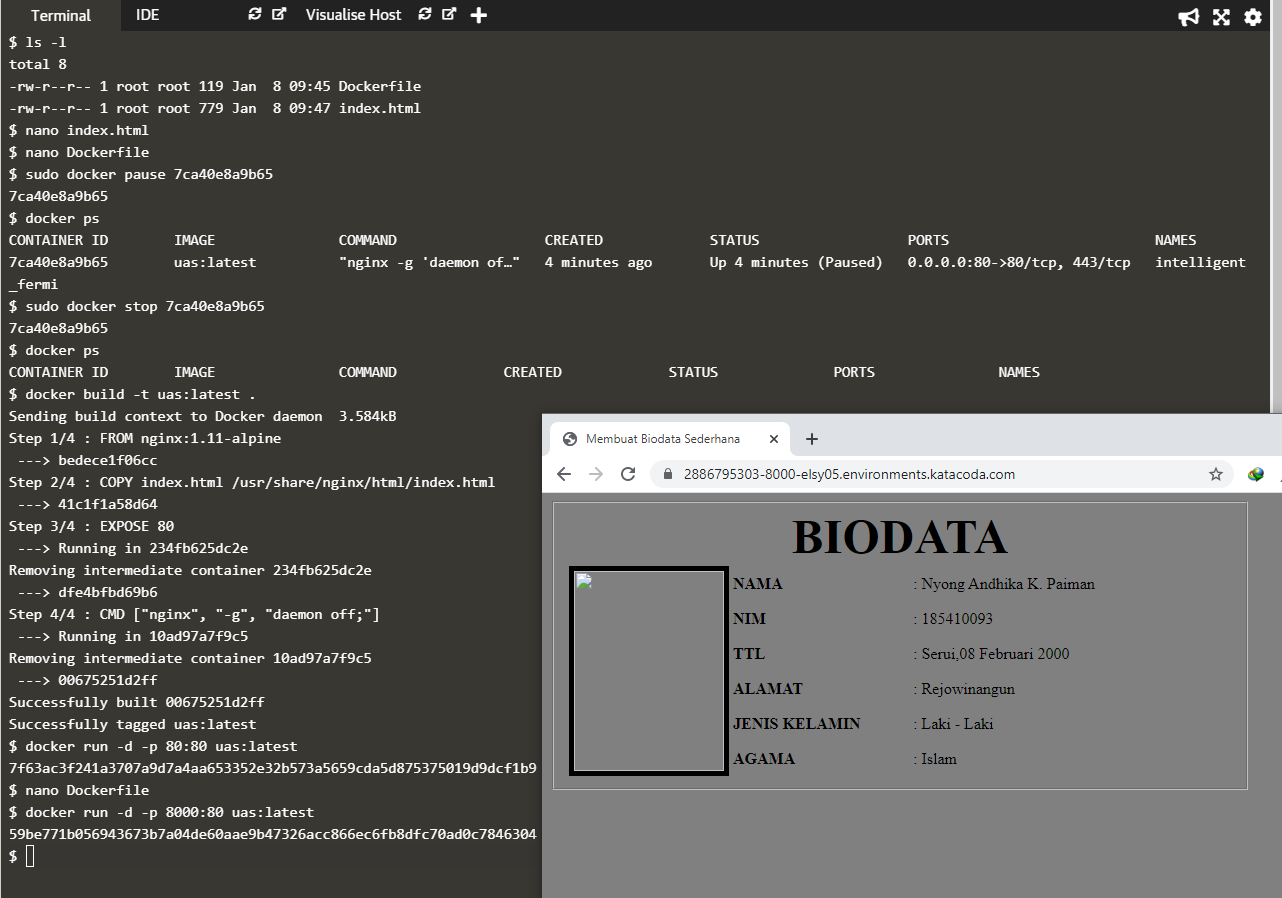 Terminal IDE Visualise Host
$ ls -l
total 8
-rw-r--r-- 1 root root 119 Jan  8 09:45 Dockerfile
-rw-r--r-- 1 root root 779 Jan  8 09:47 index.html
$ nano index.html
$ nano Dockerfile
$ sudo docker pause 7ca40e8a9b65
7ca40e8a9b65
$ docker ps
CONTAINER ID        IMAGE               COMMAND                  CREATED             STATUS                  PORTS                         NAMES
7ca40e8a9b65        uas:latest          "nginx -g 'daemon of…"   4 minutes ago       Up 4 minutes (Paused)   0.0.0.0:80->80/tcp, 443/tcp   intelligent
_fermi
$ sudo docker stop 7ca40e8a9b65
7ca40e8a9b65
$ docker ps
CONTAINER ID        IMAGE               COMMAND             CREATED             STATUS              PORTS               NAMES
$ docker build -t uas:latest .
Sending build context to Docker daemon  3.584kB
Step 1/4 : FROM nginx:1.11-alpine
 ---> bedece1f06cc
Step 2/4 : COPY index.html /usr/share/nginx/html/index.html
 ---> 41c1f1a58d64
Step 3/4 : EXPOSE 80
 ---> Running in 234fb625dc2e
Removing intermediate container 234fb625dc2e
 ---> dfe4bfbd69b6
Step 4/4 : CMD ["nginx", "-g", "daemon off;"]
 ---> Running in 10ad97a7f9c5
Removing intermediate container 10ad97a7f9c5
 ---> 00675251d2ff
Successfully built 00675251d2ff
Successfully tagged uas:latest
$ docker run -d -p 80:80 uas:latest
7f63ac3f241a3707a9d7a4aa653352e32b573a5659cda5d875375019d9dcf1b9
$ nano Dockerfile
$ docker run -d -p 8000:80 uas:latest
59be771b056943673b7a04de60aae9b47326acc866ec6fb8dfc70ad0c7846304
$
Membuat Biodata Sederhana
2886795303-8000-elsy05.environments.katacoda.com
BIODATA
NAMA : Nyong Andhika K. Paiman
NIM : 185410093
TTL : Serui,08 Februari 2000
ALAMAT : Rejowinangun
JENIS KELAMIN : Laki - Laki
AGAMA : Islam